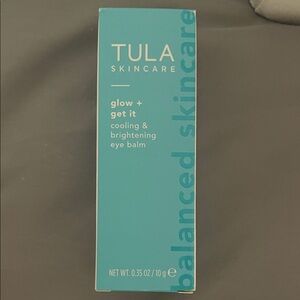 TULA
SKINCARE
glow +
get it
cooling &
brightening
eye balm
NET WT. 0.35 OZ / 10 g ℮
balanced skincare